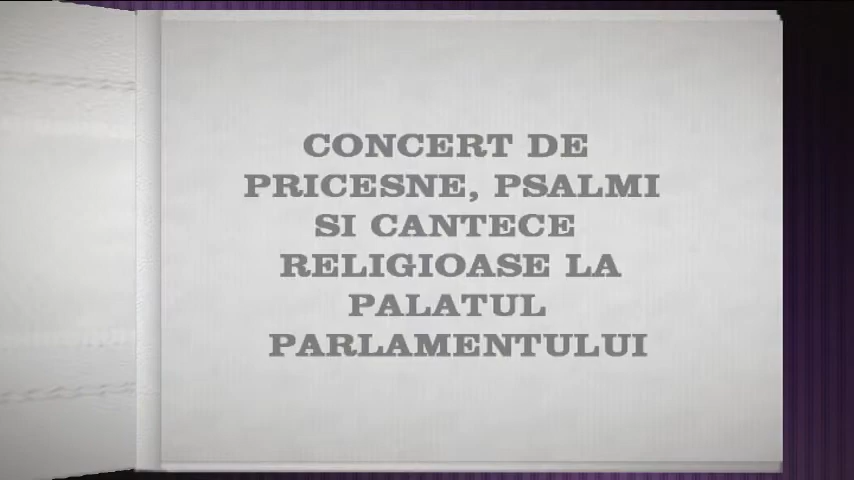 CONCERT DE
PRICESNE, PSALMI
SI CANTECE
RELIGIOASE LA
PALATUL
PARLAMENTULUI